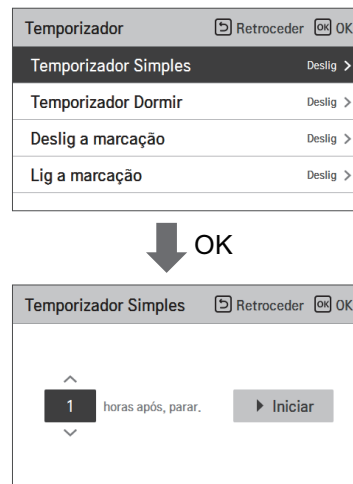 Temporizador Retroceder OK OK
Temporizador Simples Deslig >
Temporizador Dormir Deslig >
Deslig a marcação Deslig >
Lig a marcação Deslig >
OK
Temporizador Simples Retroceder OK OK
1 horas após, parar. Iniciar